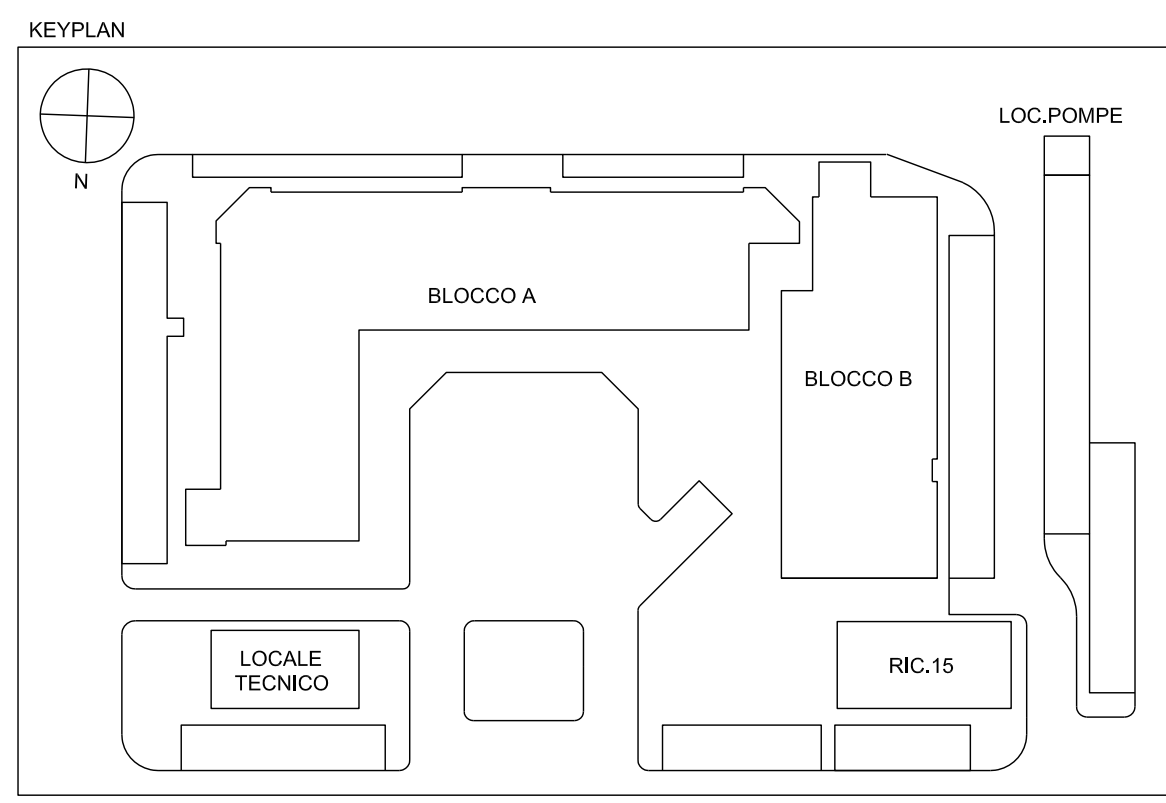 KEYPLAN
N
LOC.POMPE
BLOCCO A
BLOCCO B
LOCALE
TECNICO
RIC.15